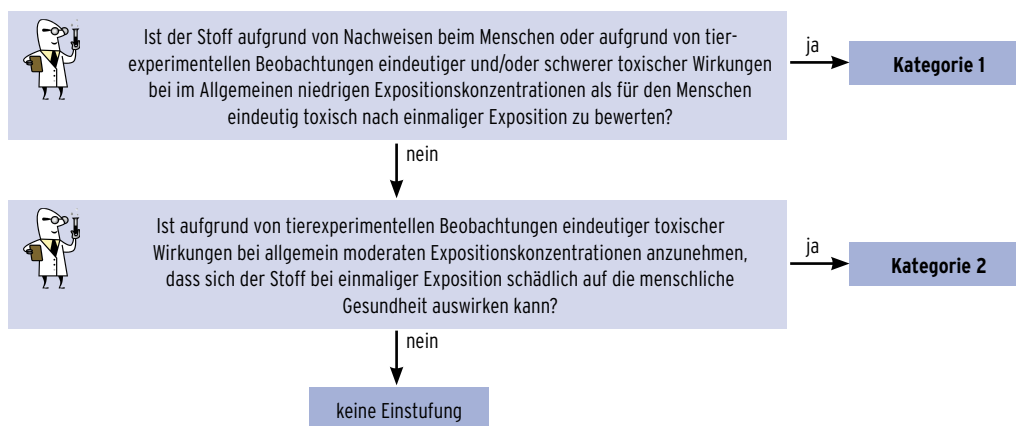 Ist der Stoff aufgrund von Nachweisen beim Menschen oder aufgrund von tier-
experimentellen Beobachtungen eindeutiger und/oder schwerer toxischer Wirkungen
bei im Allgemeinen niedrigen Expositionskonzentrationen als für den Menschen
eindeutig toxisch nach einmaliger Exposition zu bewerten?
ja
Kategorie 1
nein
Ist aufgrund von tierexperimentellen Beobachtungen eindeutiger toxischer
Wirkungen bei allgemein moderaten Expositionskonzentrationen anzunehmen,
dass sich der Stoff bei einmaliger Exposition schädlich auf die menschliche
Gesundheit auswirken kann?
ja
Kategorie 2
nein
keine Einstufung